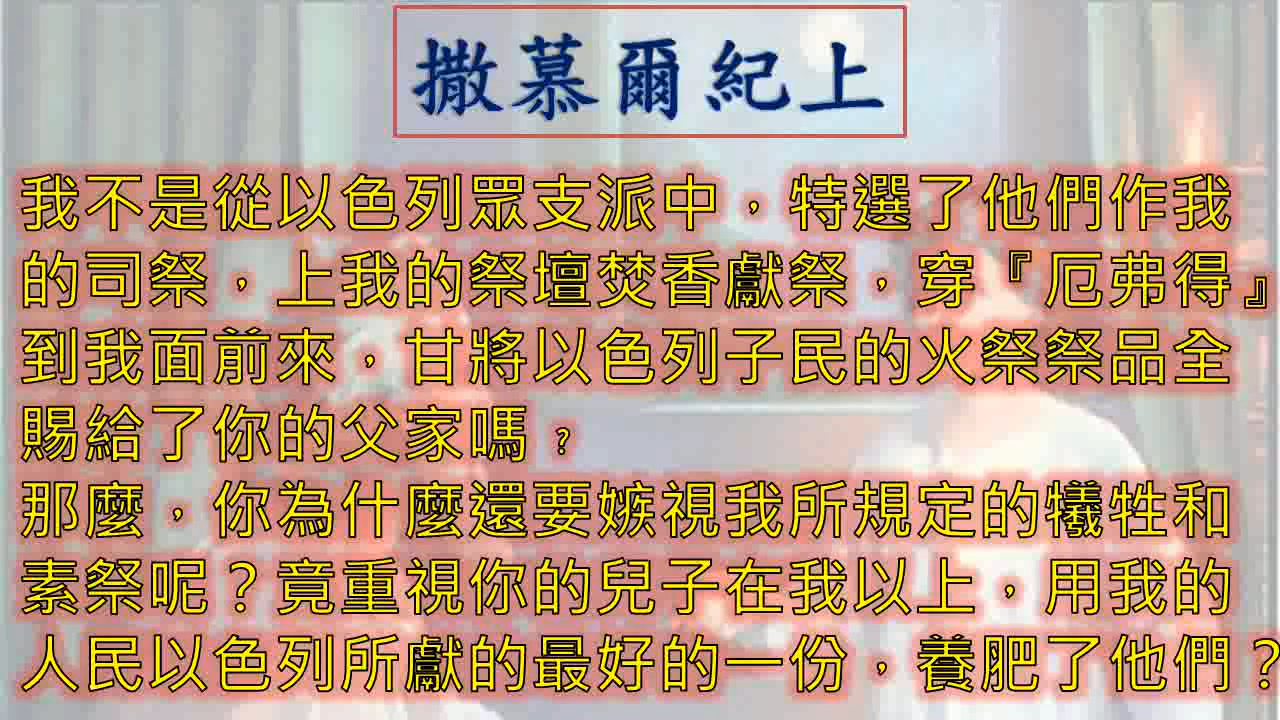 撒慕爾紀上
我不是從以色列眾支派中，特選了他們作我
的司祭，上我的祭壇焚香獻祭，穿『厄弗得』
到我面前來，甘將以色列子民的火祭祭品全
賜給了你的父家嗎﹖
那麼，你為什麼還要嫉視我所規定的犧牲和
素祭呢？竟重視你的兒子在我以上，用我的
人民以色列所獻的最好的一份，養肥了他們？